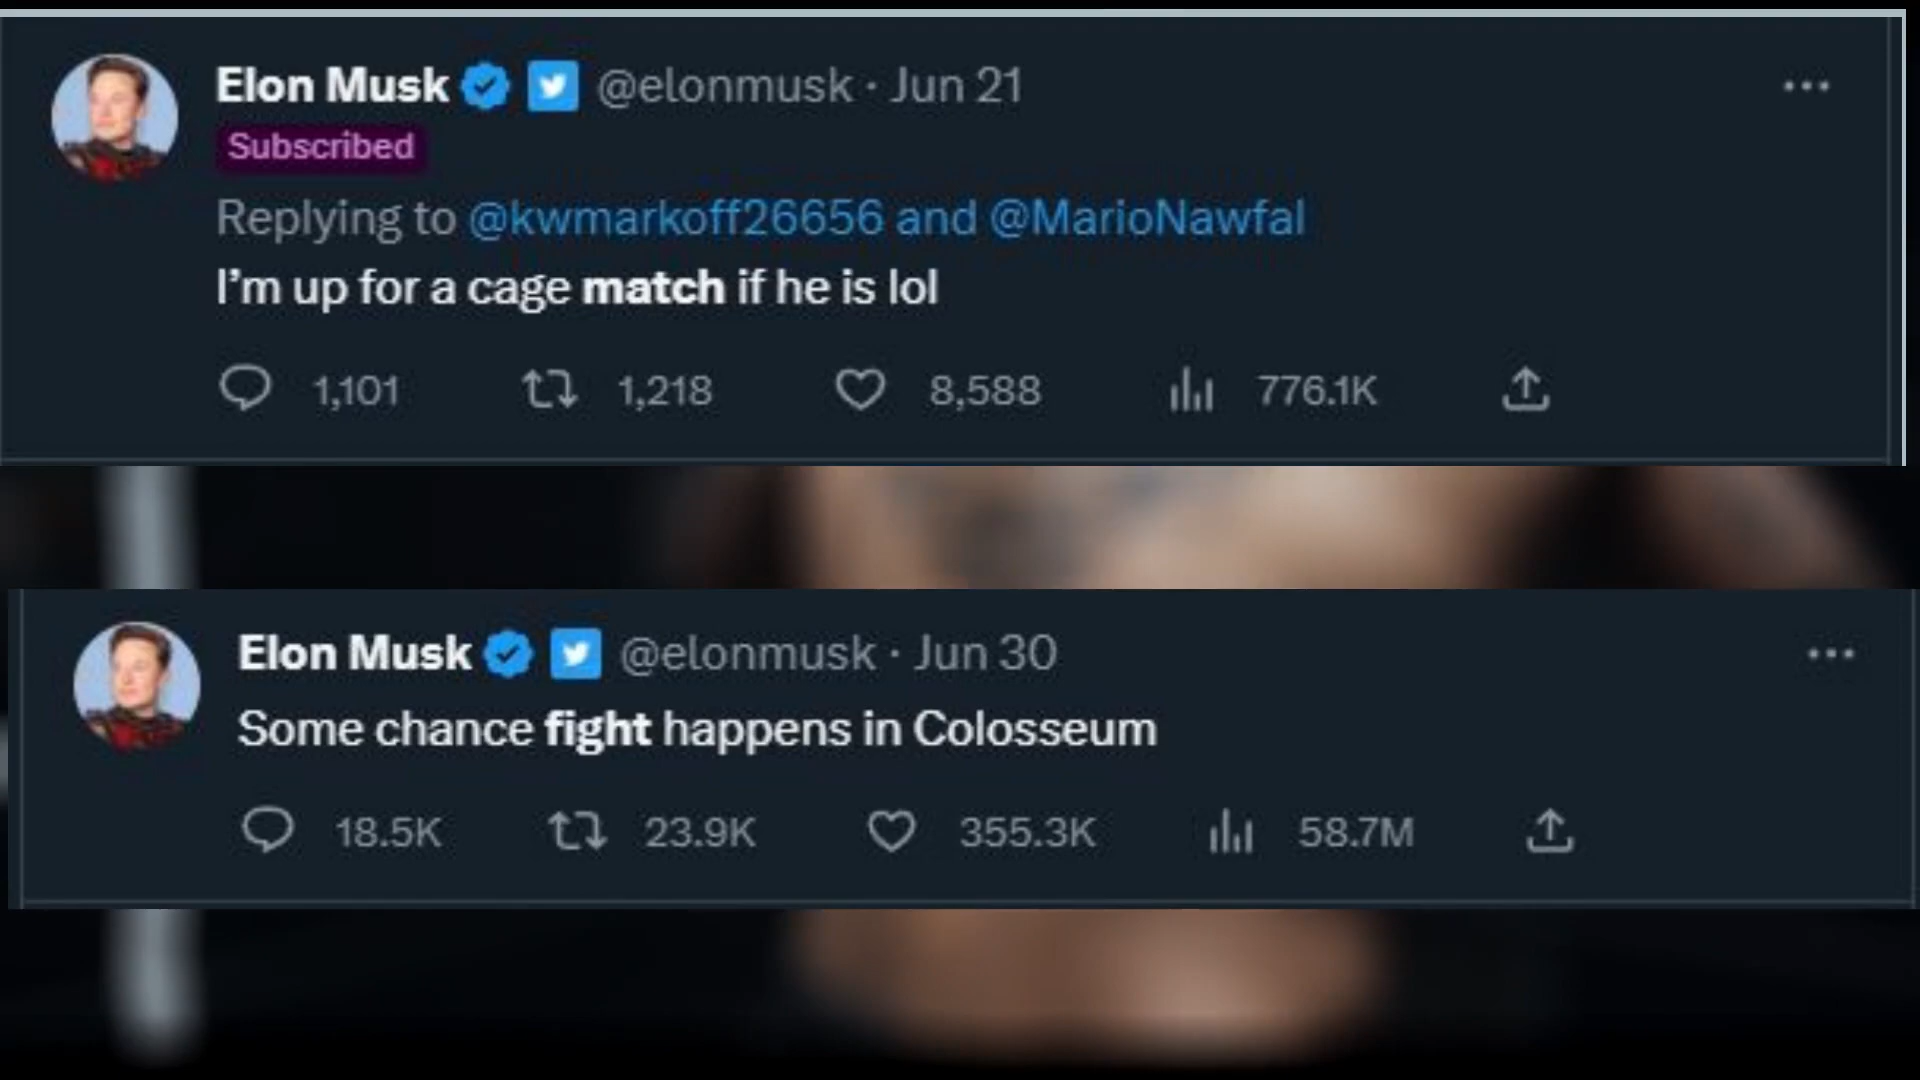 Elon Musk @elonmusk · Jun 21
Subscribed
Replying to @kwmarkoff26656 and @MarioNawfal
I'm up for a cage match if he is lol
1,101 1,218 8,588 776.1K
Elon Musk @elonmusk · Jun 30
Some chance fight happens in Colosseum
18.5K 23.9K 355.3K 58.7M